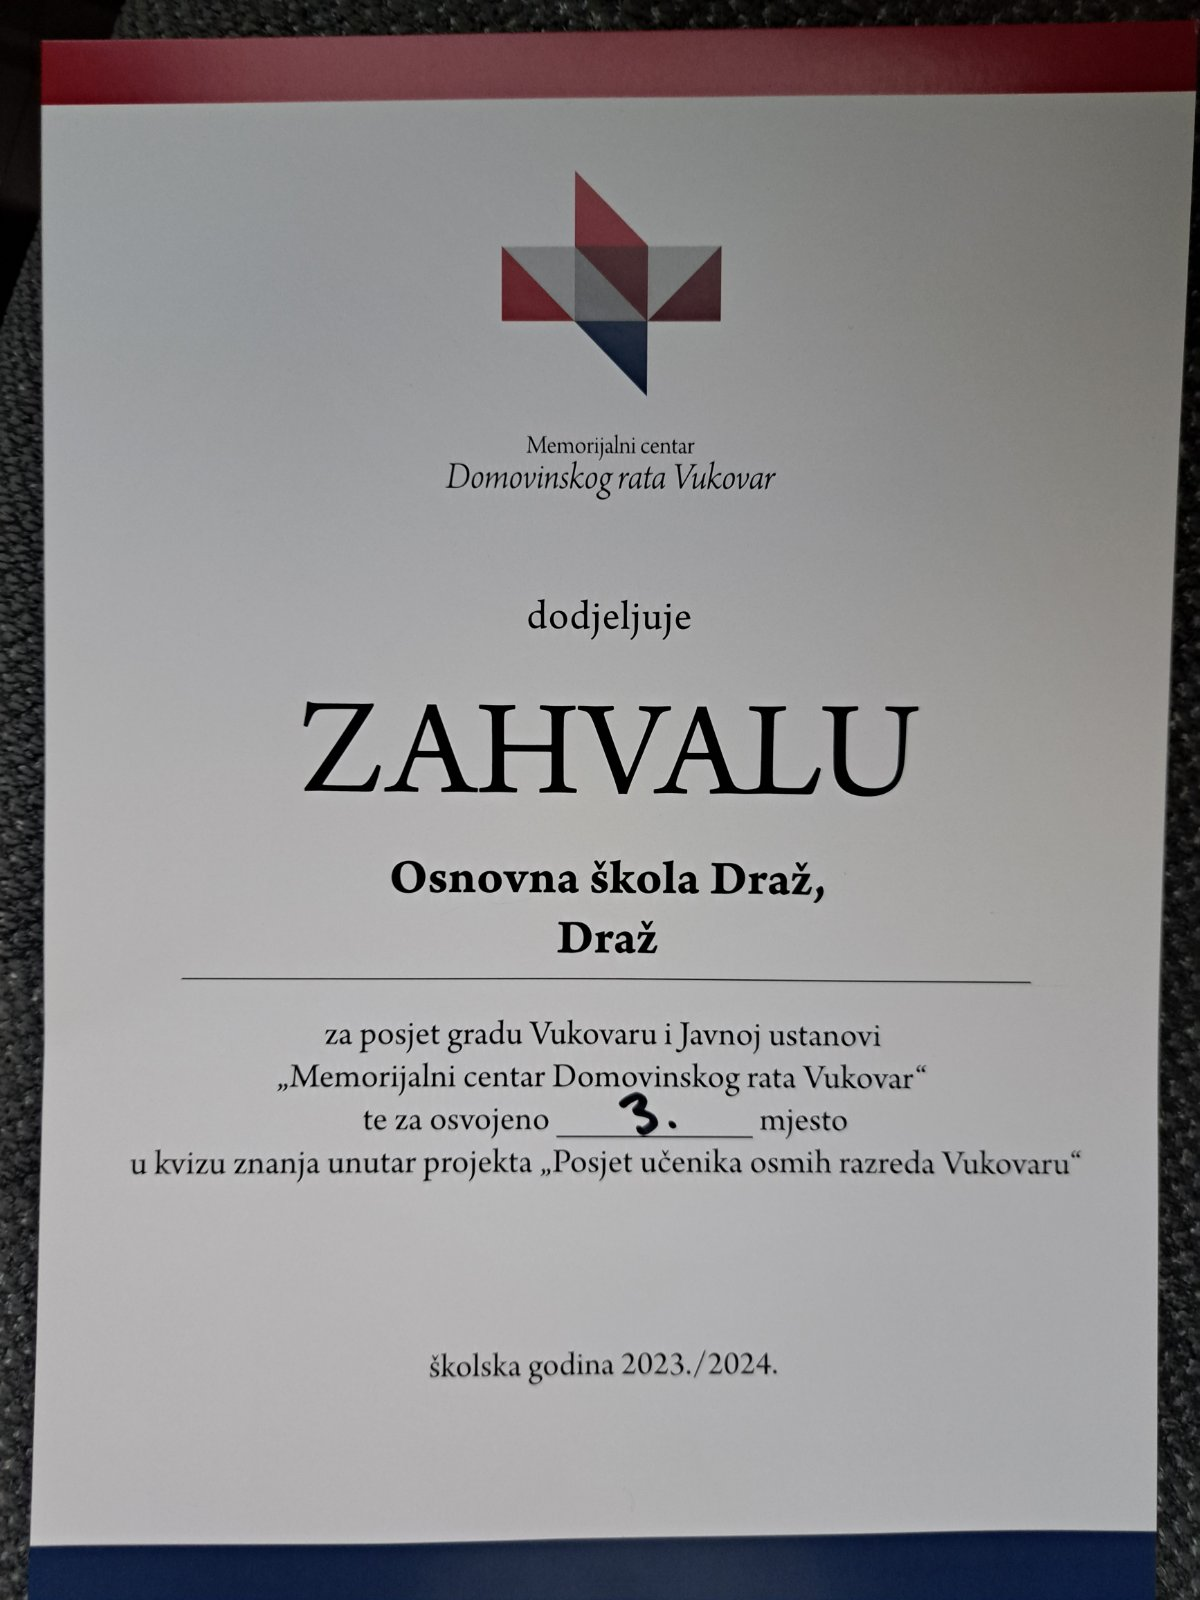 Memorijalni centar
Domovinskog rata Vukovar
dodjeljuje
ZAHVALU
Osnovna škola Draž,
Draž
za posjet gradu Vukovaru i Javnoj ustanovi
„Memorijalni centar Domovinskog rata Vukovar“
te za osvojeno 3. mjesto
u kvizu znanja unutar projekta „Posjet učenika osmih razreda Vukovaru“
školska godina 2023./2024.